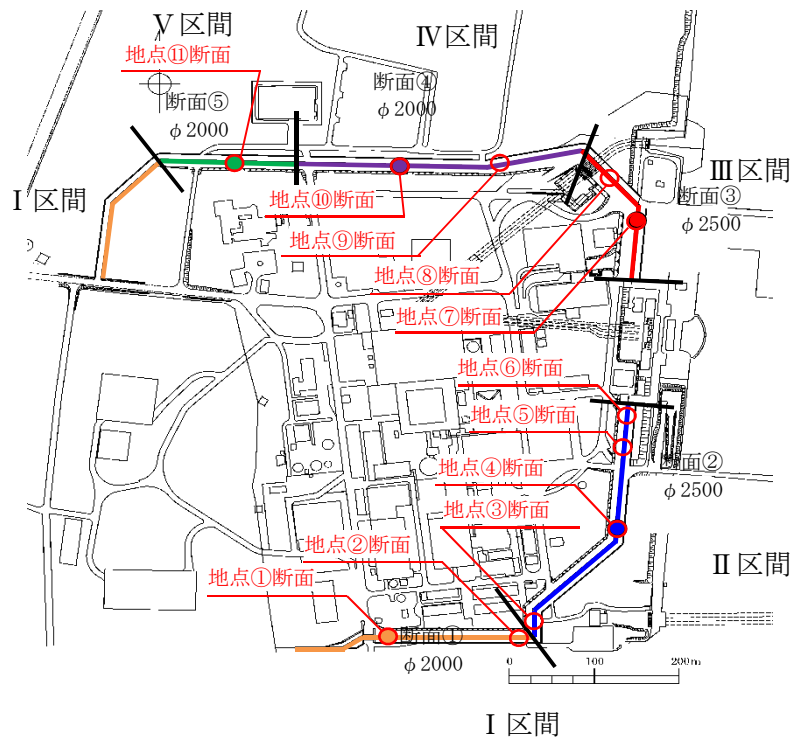 Ⅴ区間
Ⅳ区間
地点⑪断面
断面④
φ2000
断面⑤
φ2000
Ⅲ区間
断面③
φ2500
Ⅰ区間
地点⑩断面
地点⑨断面
地点⑧断面
地点⑦断面
地点⑥断面
地点⑤断面
断面②
φ2500
地点④断面
地点③断面
地点②断面
Ⅱ区間
地点①断面
断面①
φ2000
0 100 200m
Ⅰ区間